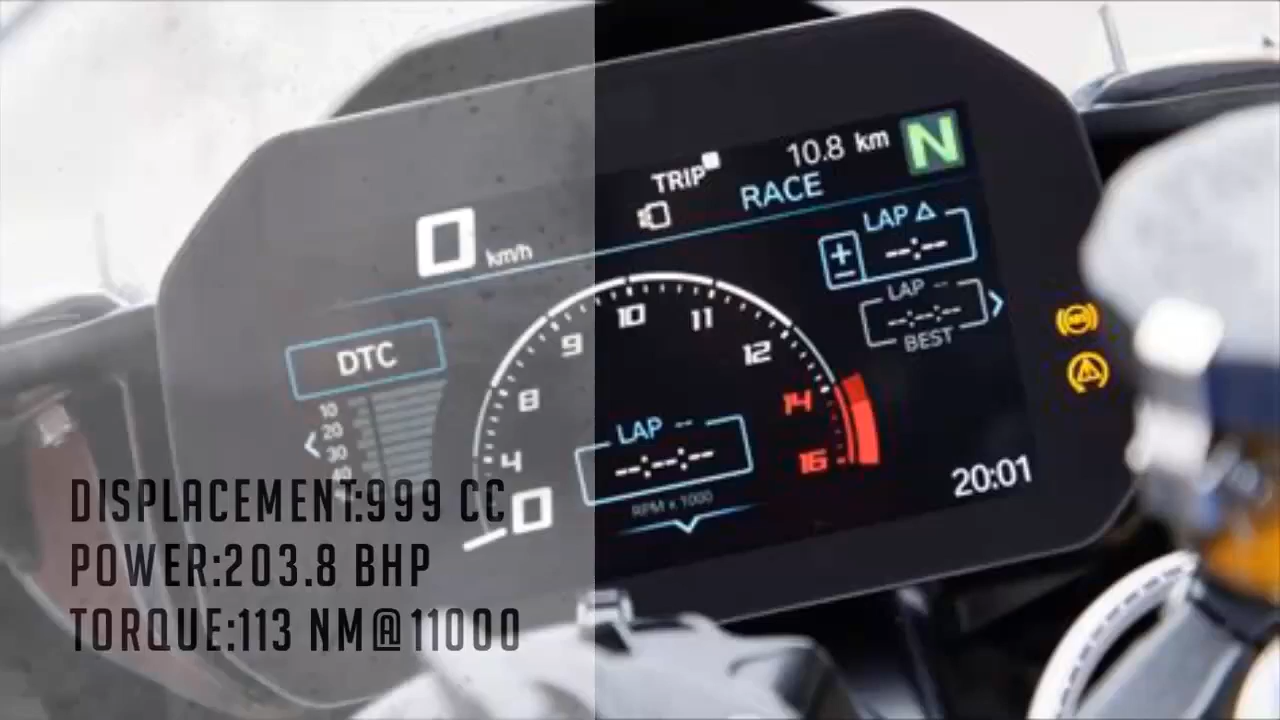 10.8 km N
TRIP
RACE
0 km/h
LAP △
--:--
+
−
LAP --
--:--:--
BEST
DTC
10
20
30
40
0
4
8
9
10
11
12
14
16
LAP --
--:--:--
RPM x 1000
20:01
DISPLACEMENT:999 CC
POWER:203.8 BHP
TORQUE:113 NM@11000